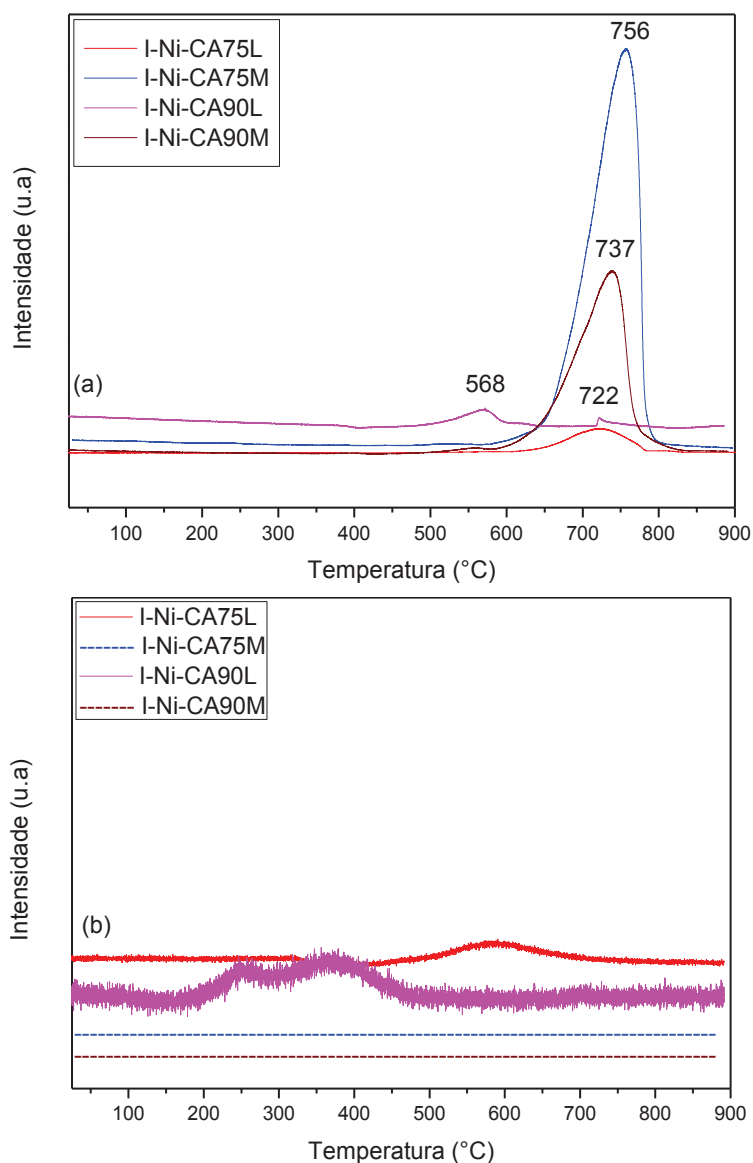 I-Ni-CA75L
I-Ni-CA75M
I-Ni-CA90L
I-Ni-CA90M
756
737
568
722
(a)
Intensidade (u.a)
100 200 300 400 500 600 700 800 900
Temperatura (°C)
I-Ni-CA75L
I-Ni-CA75M
I-Ni-CA90L
I-Ni-CA90M
(b)
Intensidade (u.a)
100 200 300 400 500 600 700 800 900
Temperatura (°C)